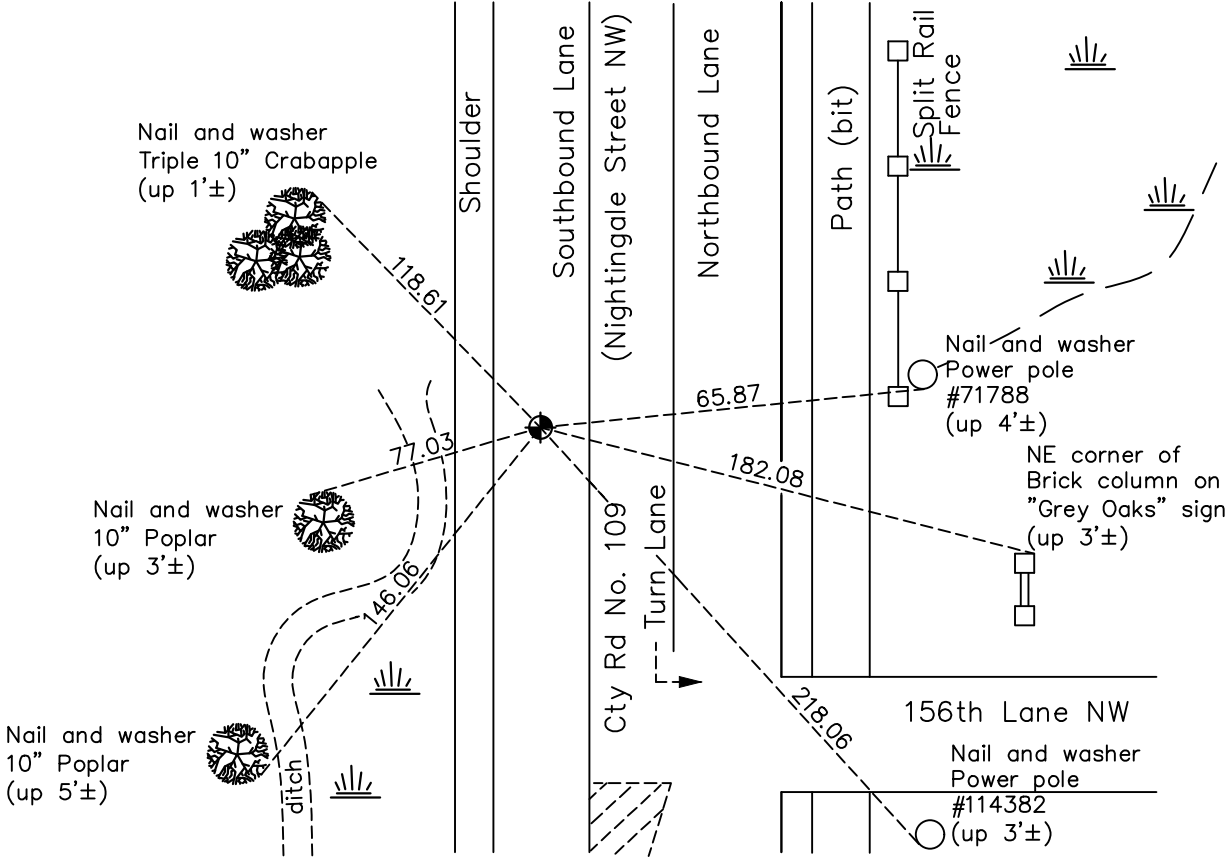 Nail and washer
Triple 10” Crabapple
(up 1'±)
118.61
Shoulder
Southbound Lane
(Nightingale Street NW)
Northbound Lane
Path (bit)
Split Rail
Fence
Nail and washer
Power pole
#71788
(up 4'±)
65.87
77.03
182.08
NE corner of
Brick column on
”Grey Oaks” sign
(up 3'±)
Nail and washer
10” Poplar
(up 3'±)
146.06
Cty Rd No. 109
Turn Lane
218.06
156th Lane NW
Nail and washer
10” Poplar
(up 5'±)
ditch
Nail and washer
Power pole
#114382
(up 3'±)